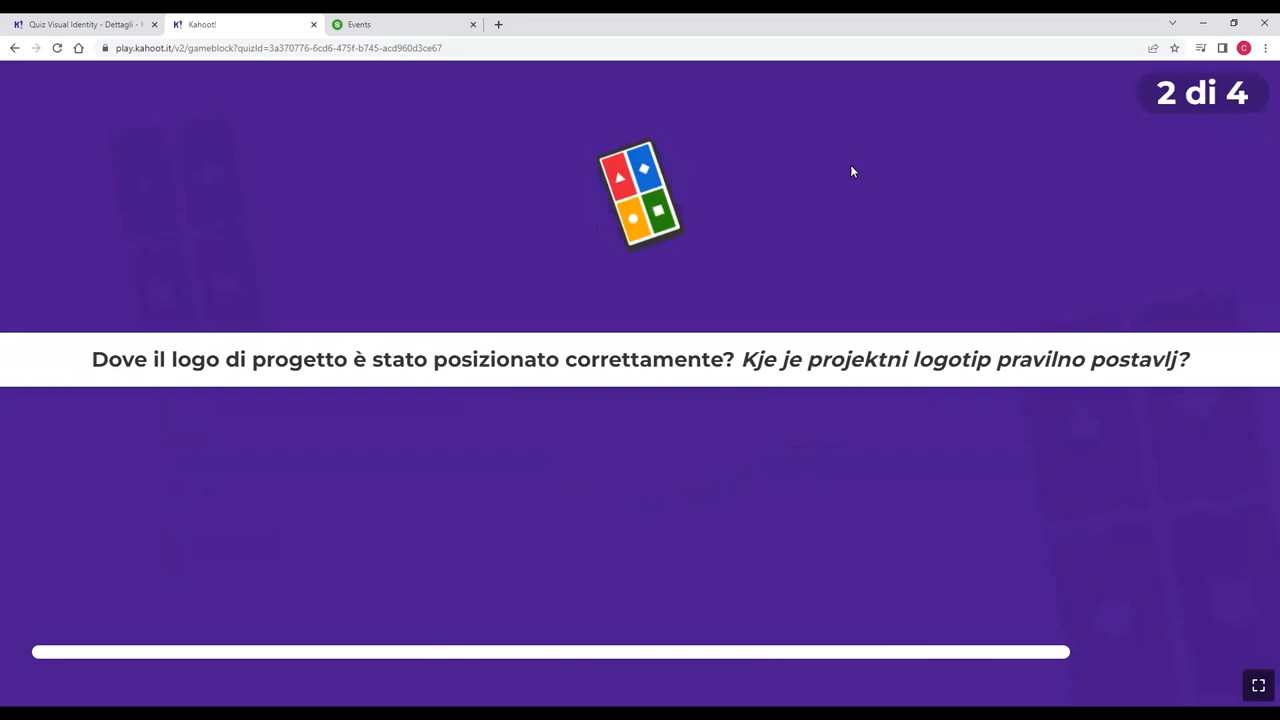 Quiz Visual Identity - Dettagli -
Kahoot!
Events
play.kahoot.it/v2/gameblock?quizId=3a370776-6cd6-475f-b745-acd960d3ce67
C
2 di 4
Dove il logo di progetto è stato posizionato correttamente? Kje je projektni logotip pravilno postavlj?